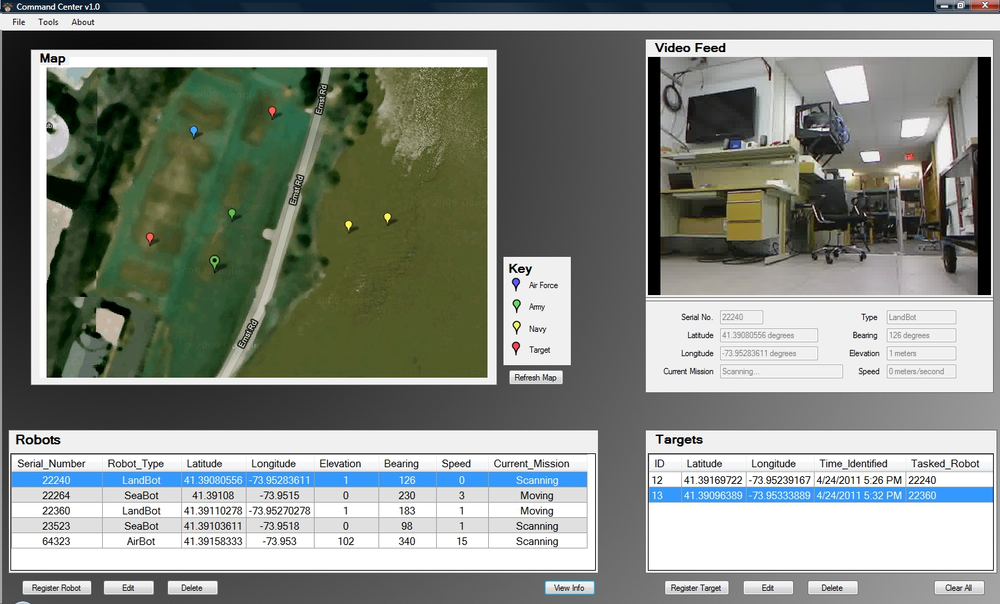 Command Center v1.0
File Tools About
Map
Ernst Rd
Ernst Rd
Ernst Rd
Key
Air Force
Army
Navy
Target
Refresh Map
Video Feed
Serial No. 22240 Type LandBot
Latitude 41.39080556 degrees Bearing 126 degrees
Longitude -73.95283611 degrees Elevation 1 meters
Current Mission Scanning... Speed 0 meters/second
Robots
Serial_Number Robot_Type Latitude Longitude Elevation Bearing Speed Current_Mission
22240 LandBot 41.39080556 -73.95283611 1 126 0 Scanning
22264 SeaBot 41.39108 -73.9515 0 230 3 Moving
22360 LandBot 41.39110278 -73.95270278 1 183 1 Moving
23523 SeaBot 41.39103611 -73.9518 0 98 1 Scanning
64323 AirBot 41.39158333 -73.953 102 340 15 Scanning
Register Robot Edit Delete View Info
Targets
ID Latitude Longitude Time_Identified Tasked_Robot
12 41.39169722 -73.95239167 4/24/2011 5:26 PM 22240
13 41.39096389 -73.95333889 4/24/2011 5:32 PM 22360
Register Target Edit Delete Clear All